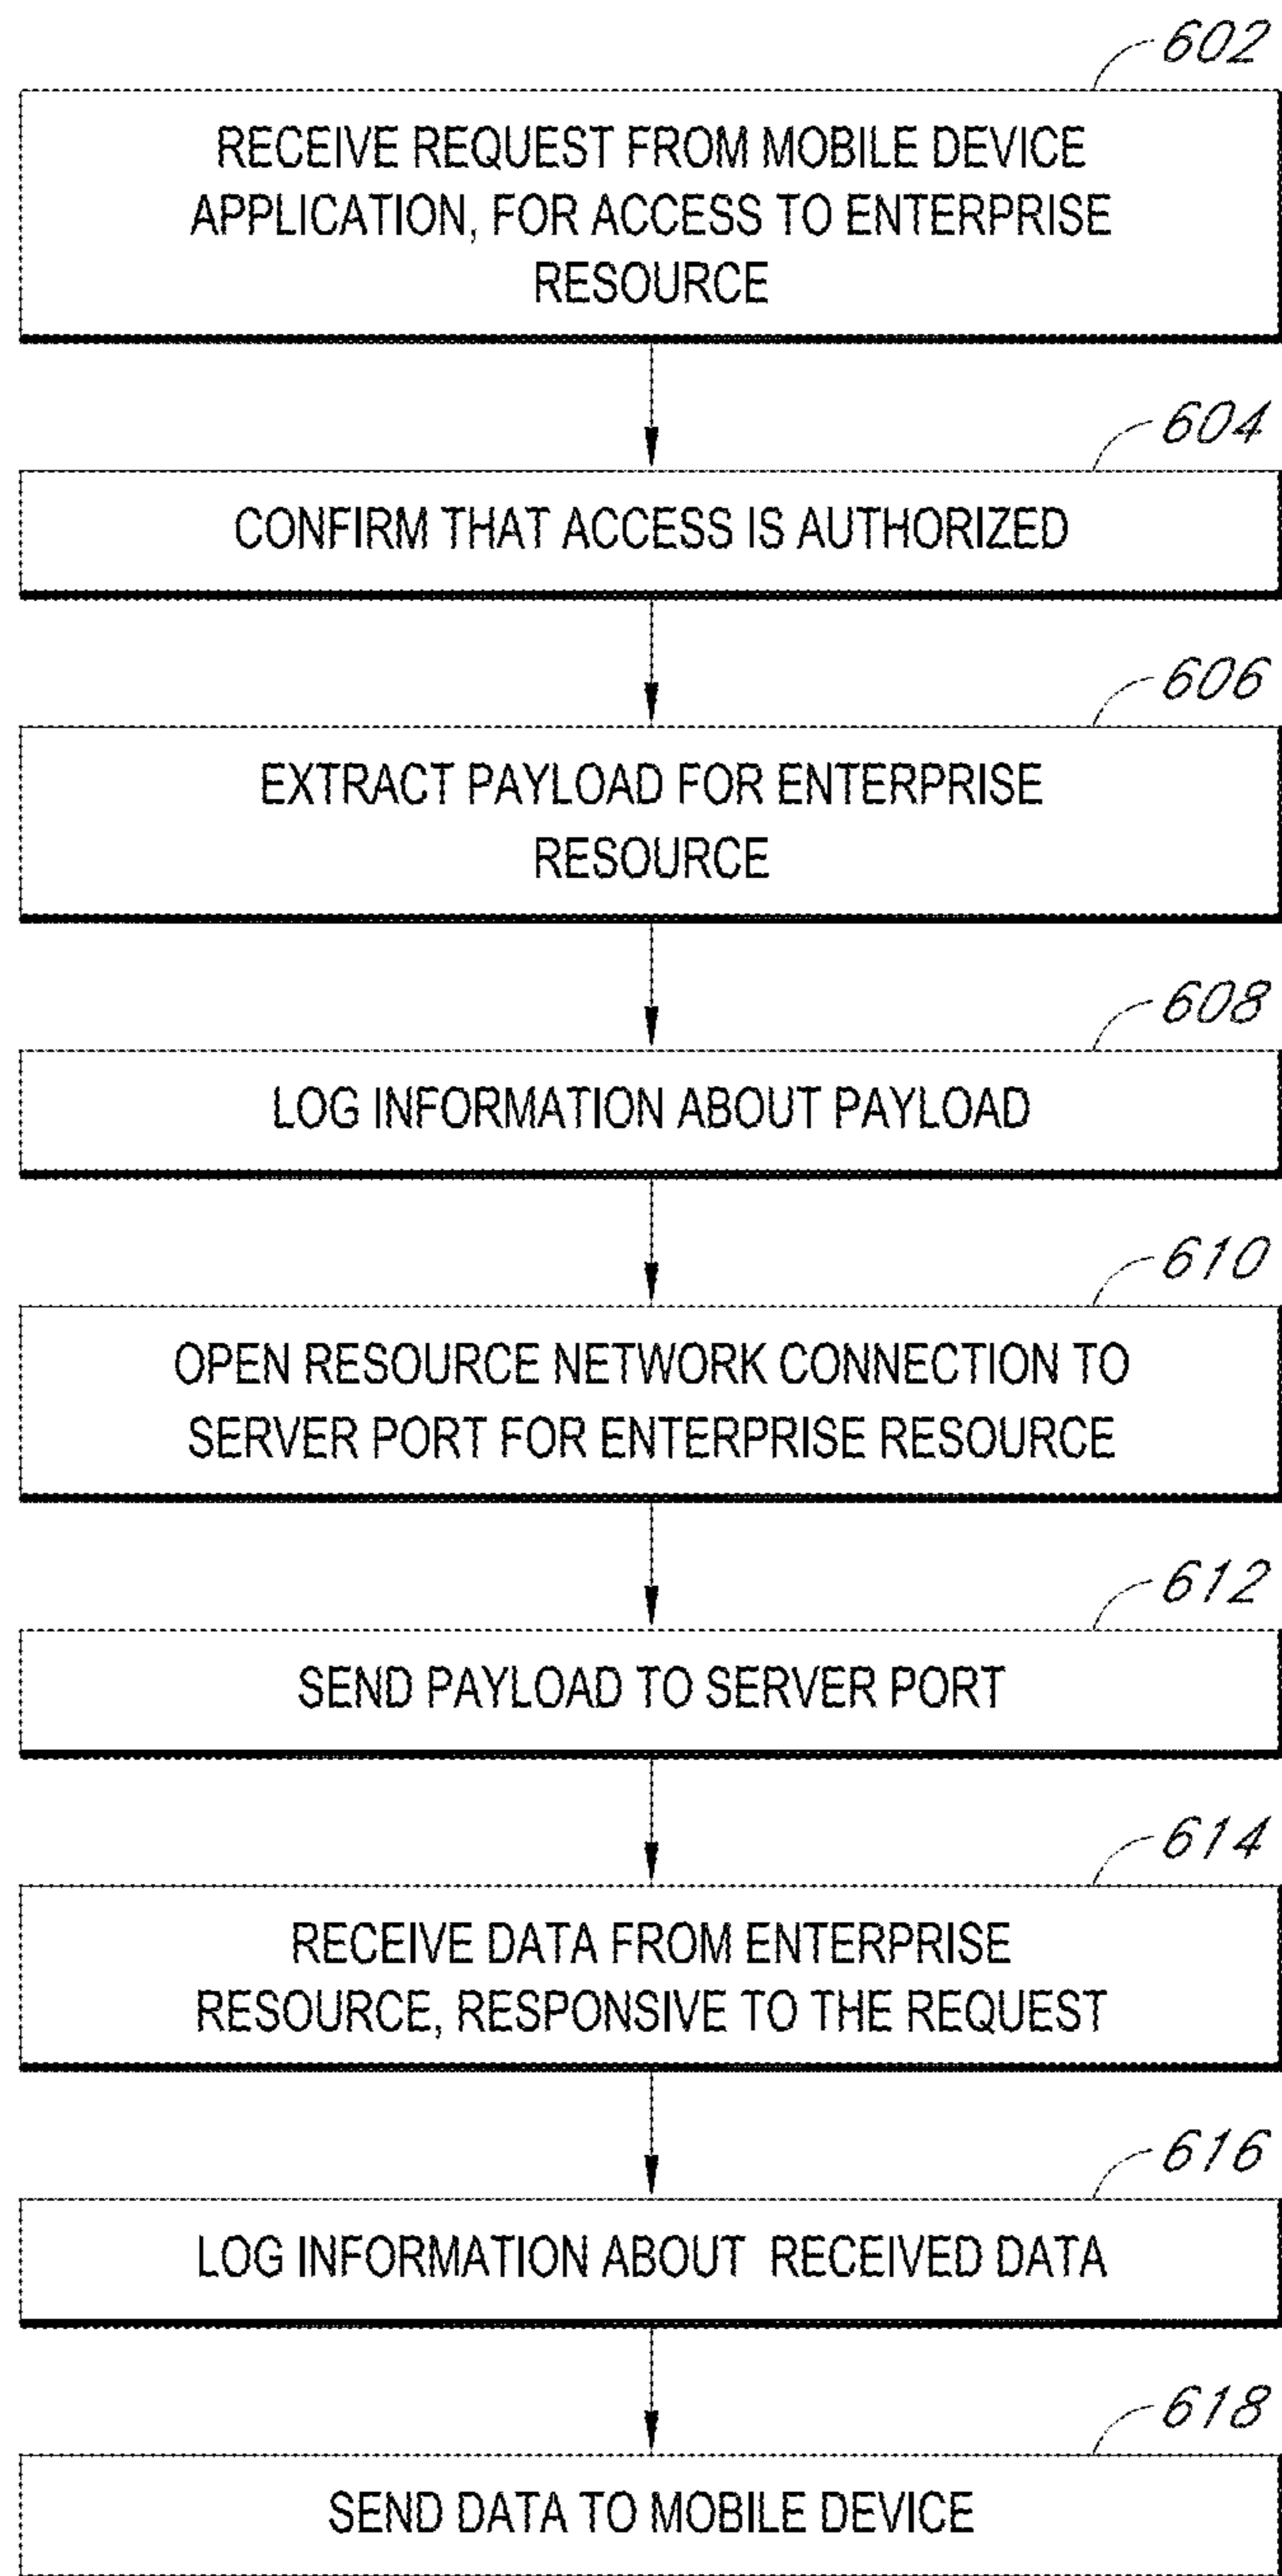 602
RECEIVE REQUEST FROM MOBILE DEVICE
APPLICATION, FOR ACCESS TO ENTERPRISE
RESOURCE
604
CONFIRM THAT ACCESS IS AUTHORIZED
606
EXTRACT PAYLOAD FOR ENTERPRISE
RESOURCE
608
LOG INFORMATION ABOUT PAYLOAD
610
OPEN RESOURCE NETWORK CONNECTION TO
SERVER PORT FOR ENTERPRISE RESOURCE
612
SEND PAYLOAD TO SERVER PORT
614
RECEIVE DATA FROM ENTERPRISE
RESOURCE, RESPONSIVE TO THE REQUEST
616
LOG INFORMATION ABOUT RECEIVED DATA
618
SEND DATA TO MOBILE DEVICE